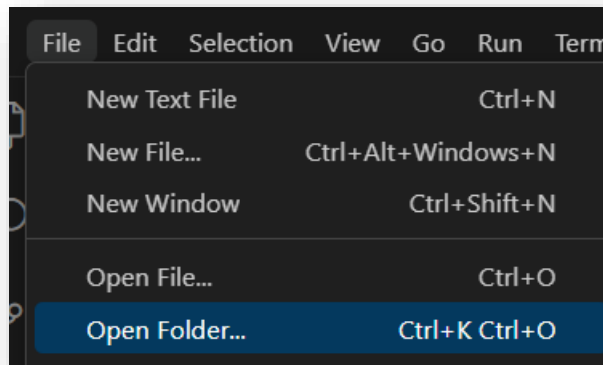 File Edit Selection View Go Run Term
New Text File Ctrl+N
New File... Ctrl+Alt+Windows+N
New Window Ctrl+Shift+N
Open File... Ctrl+O
Open Folder... Ctrl+K Ctrl+O